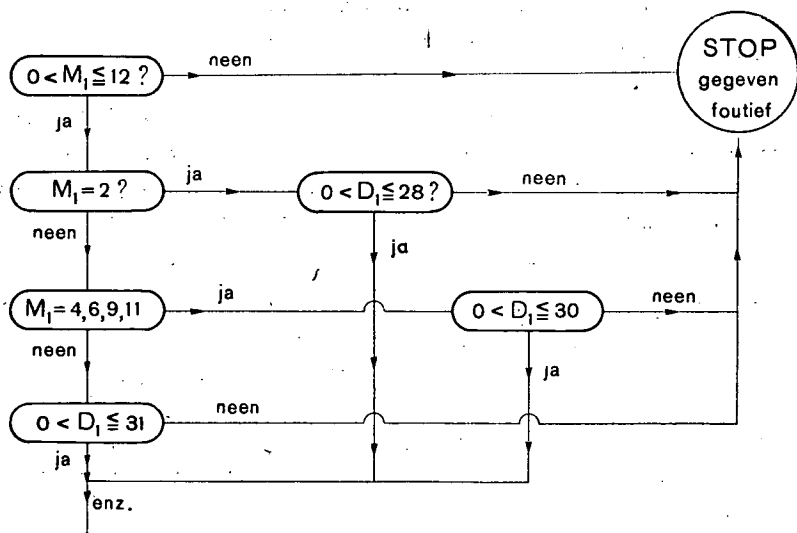 0 < M₁ ≦ 12 ?
neen
STOP
gegeven
foutief
ja
M₁ = 2 ?
ja
0 < D₁ ≦ 28 ?
neen
neen
ja
M₁ = 4,6,9,11
ja
0 < D₁ ≦ 30
neen
neen
ja
0 < D₁ ≦ 31
neen
ja
enz.